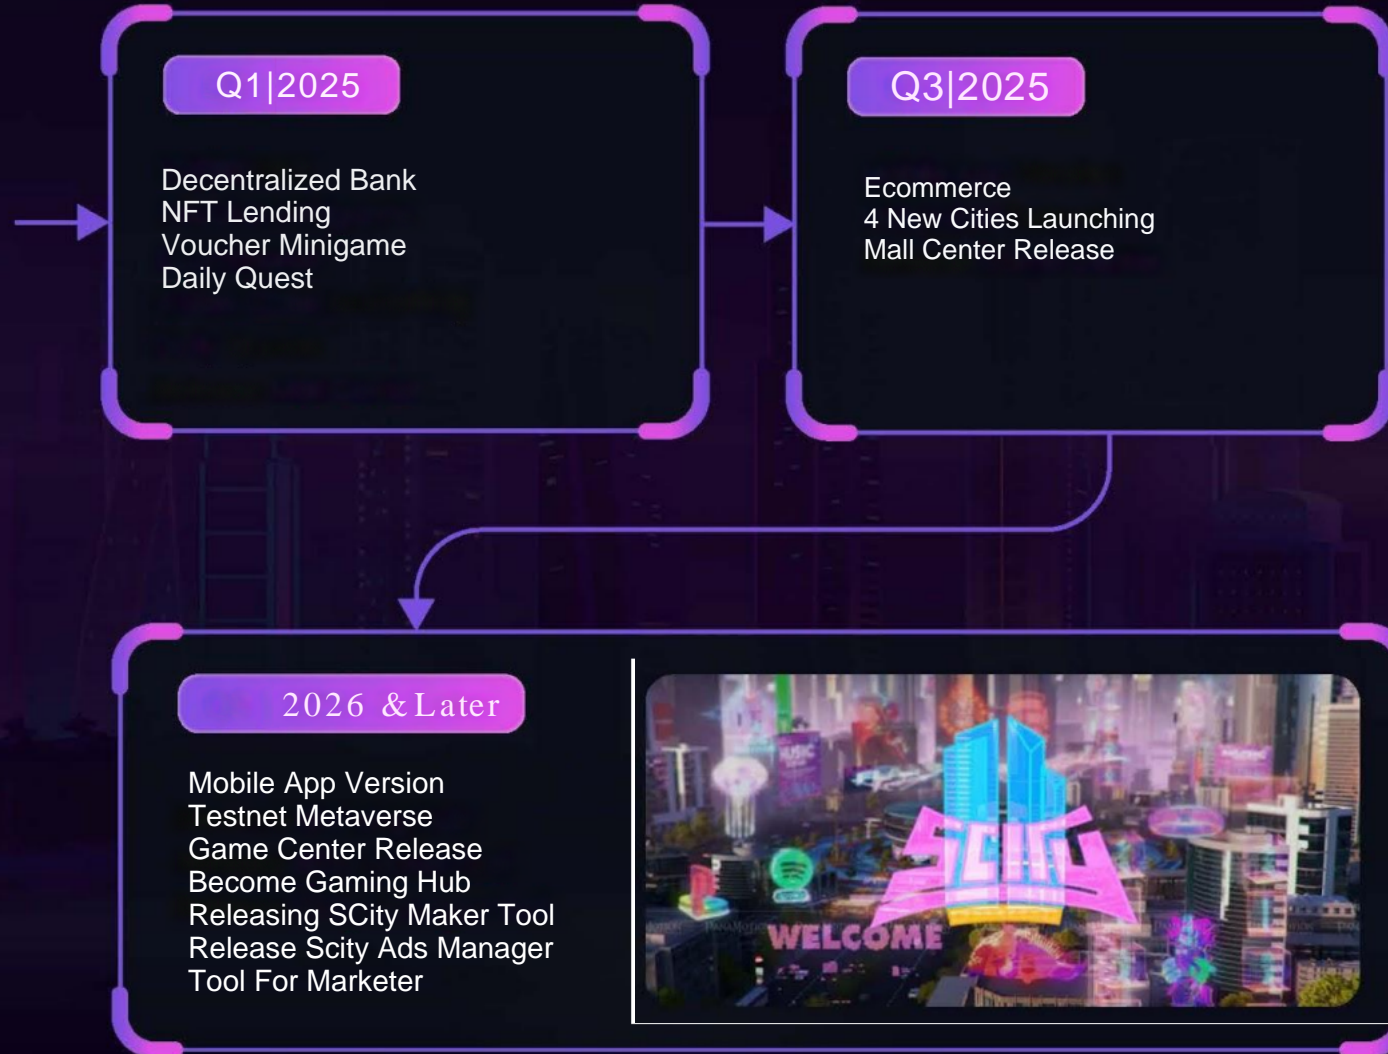 Q1|2025
Decentralized Bank
NFT Lending
Voucher Minigame
Daily Quest
Q3|2025
Ecommerce
4 New Cities Launching
Mall Center Release
2026 & Later
Mobile App Version
Testnet Metaverse
Game Center Release
Become Gaming Hub
Releasing SCity Maker Tool
Release Scity Ads Manager
Tool For Marketer
MUSIC
SCITY
WELCOME